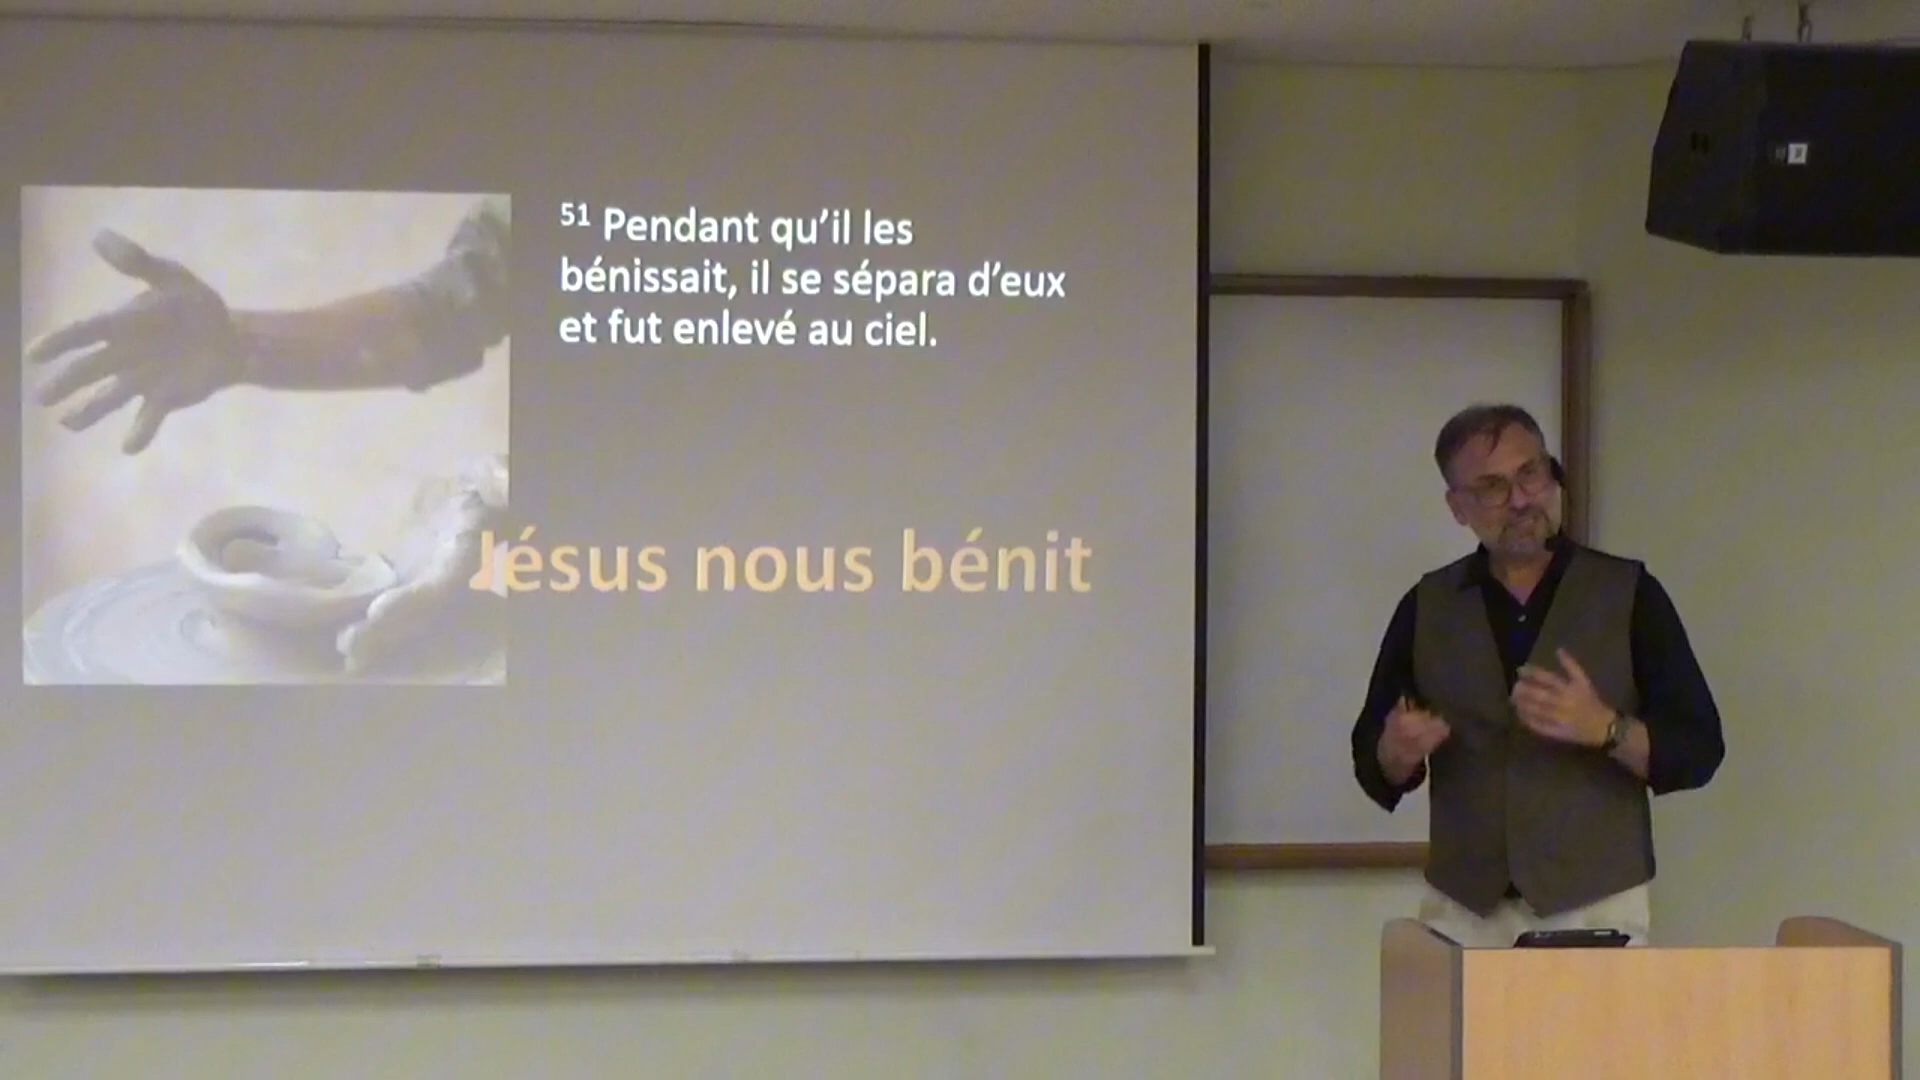 ⁵¹ Pendant qu’il les
bénissait, il se sépara d’eux
et fut enlevé au ciel.
Jésus nous bénit